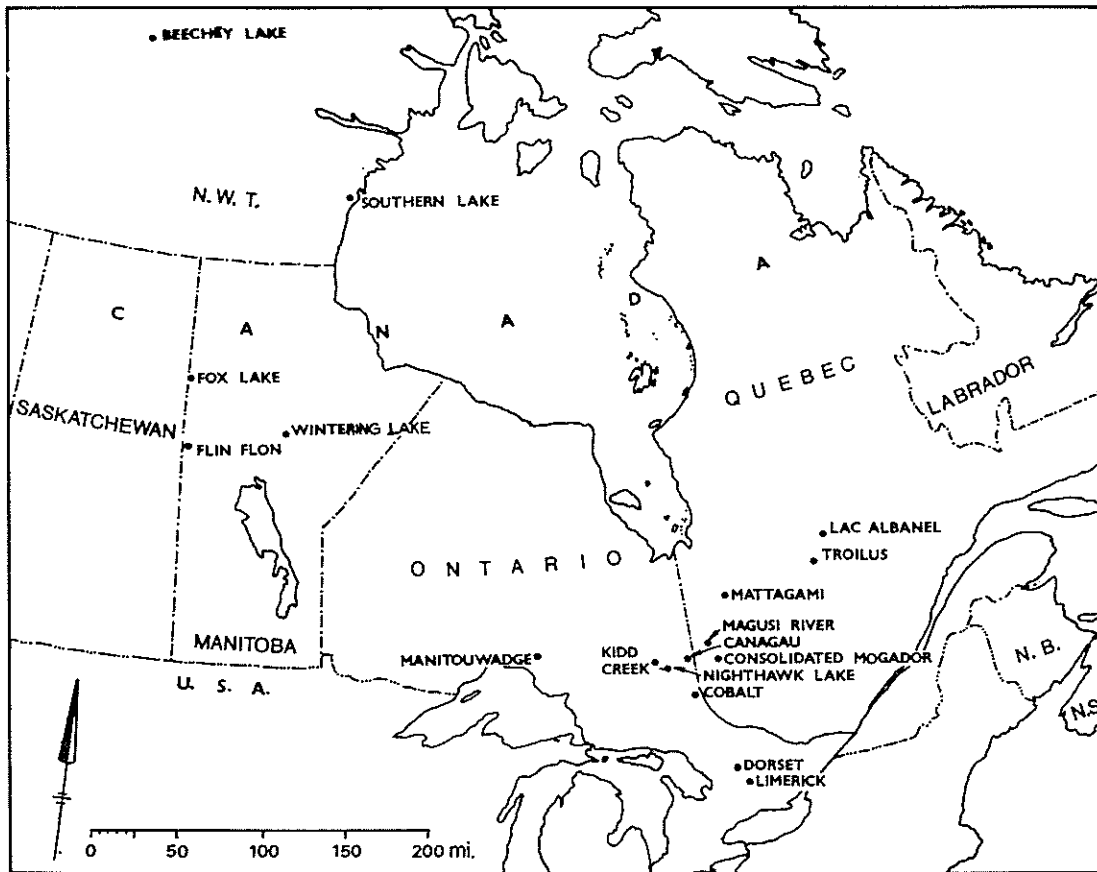 BEECHEY LAKE
N.W.T.
SOUTHERN LAKE
C A N A D A
FOX LAKE
SASKATCHEWAN
FLIN FLON
WINTERING LAKE
QUEBEC
LABRADOR
LAC ALBANEL
TROILUS
ONTARIO
MATTAGAMI
MANITOBA
MAGUSI RIVER
CANAGAU
KIDD
CREEK
CONSOLIDATED MOGADOR
MANITOUWADGE
NIGHTHAWK LAKE
COBALT
N. B.
N.S
U. S. A.
DORSET
LIMERICK
0 50 100 150 200 mi.